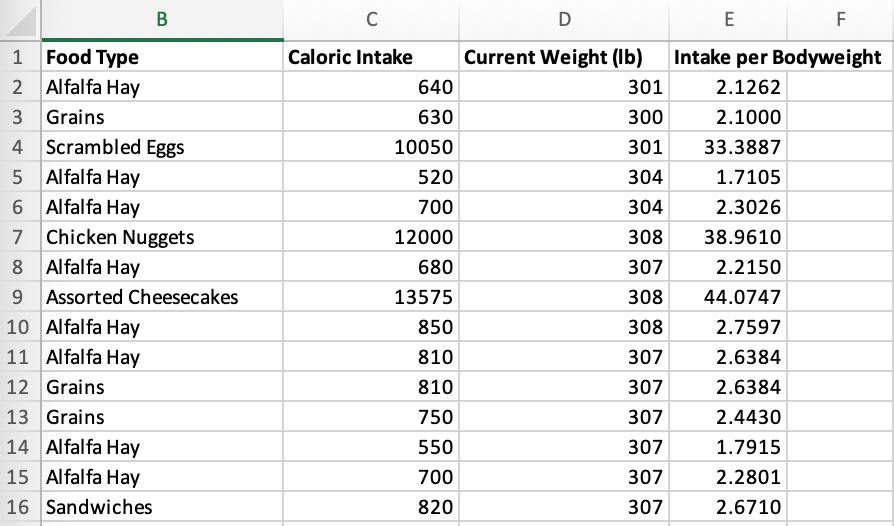 B C D E F
1 Food Type Caloric Intake Current Weight (lb) Intake per Bodyweight
2 Alfalfa Hay 640 301 2.1262
3 Grains 630 300 2.1000
4 Scrambled Eggs 10050 301 33.3887
5 Alfalfa Hay 520 304 1.7105
6 Alfalfa Hay 700 304 2.3026
7 Chicken Nuggets 12000 308 38.9610
8 Alfalfa Hay 680 307 2.2150
9 Assorted Cheesecakes 13575 308 44.0747
10 Alfalfa Hay 850 308 2.7597
11 Alfalfa Hay 810 307 2.6384
12 Grains 810 307 2.6384
13 Grains 750 307 2.4430
14 Alfalfa Hay 550 307 1.7915
15 Alfalfa Hay 700 307 2.2801
16 Sandwiches 820 307 2.6710